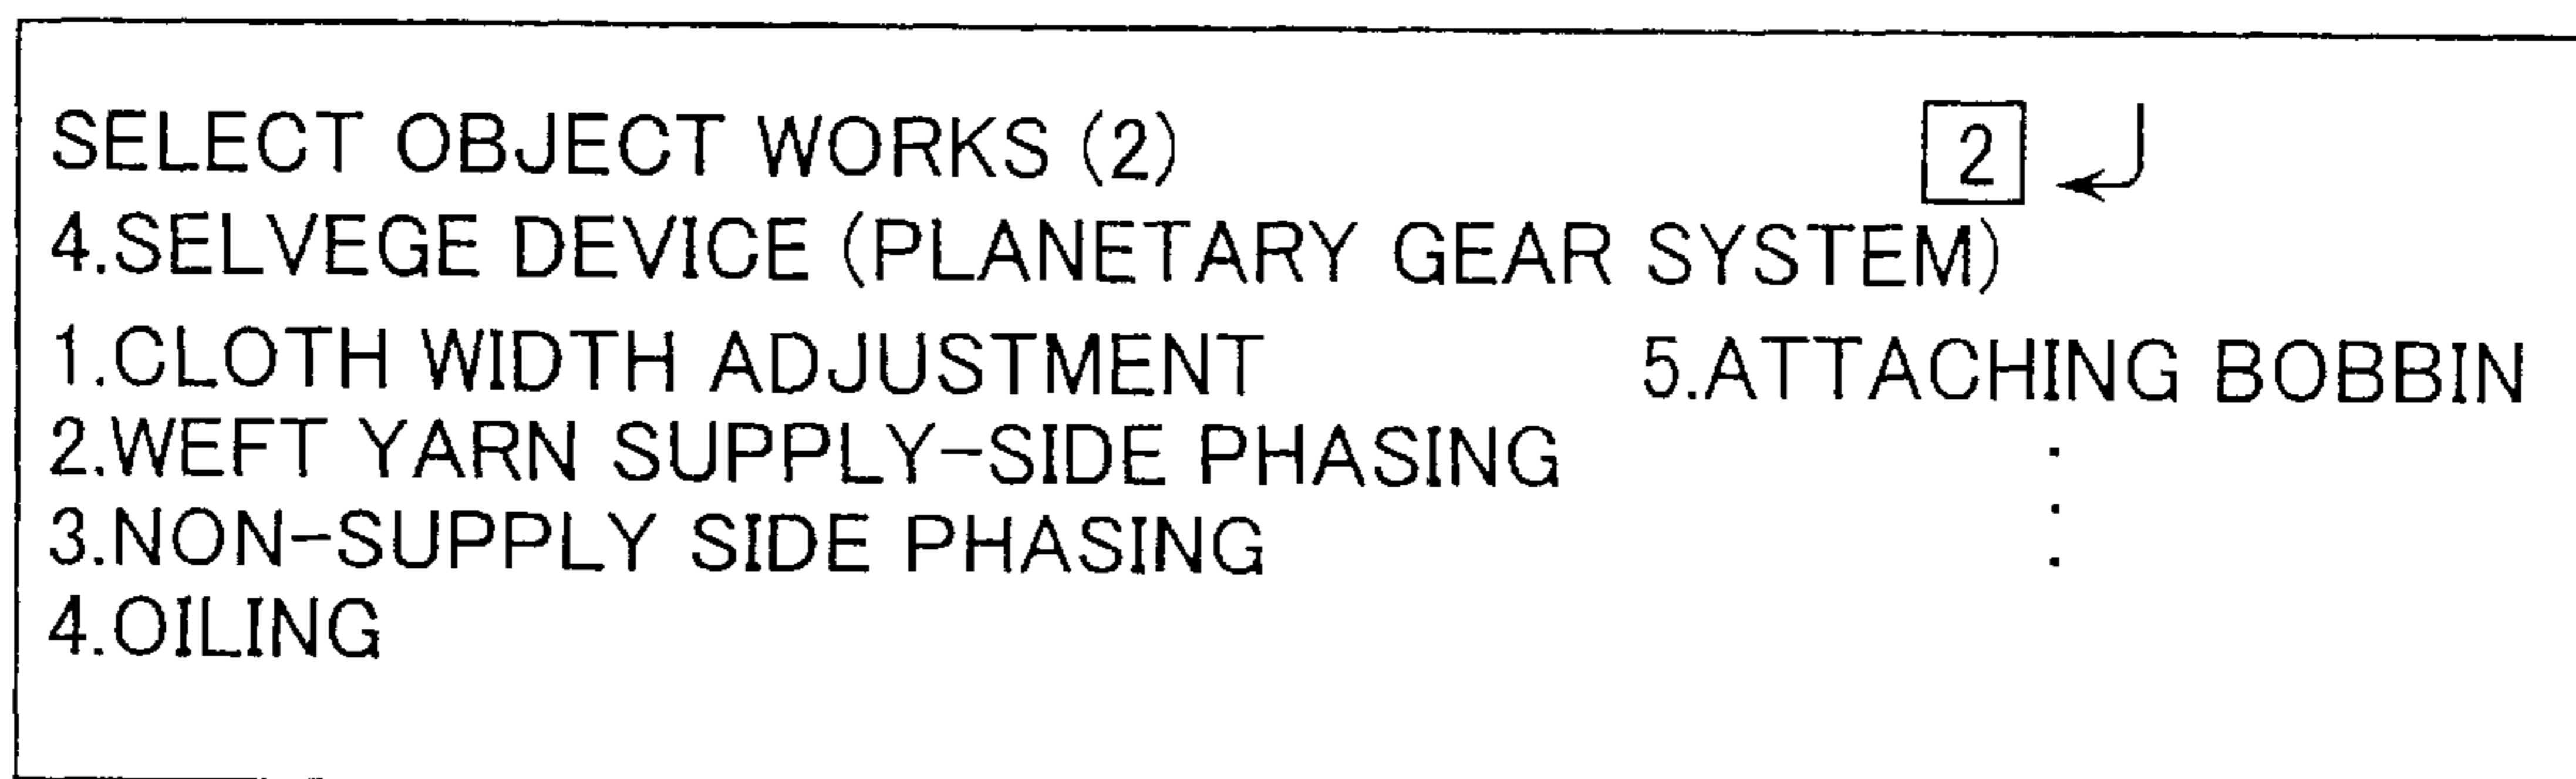 SELECT OBJECT WORKS (2) 2
4.SELVEGE DEVICE (PLANETARY GEAR SYSTEM)
1.CLOTH WIDTH ADJUSTMENT 5.ATTACHING BOBBIN
2.WEFT YARN SUPPLY-SIDE PHASING
3.NON-SUPPLY SIDE PHASING
4.OILING